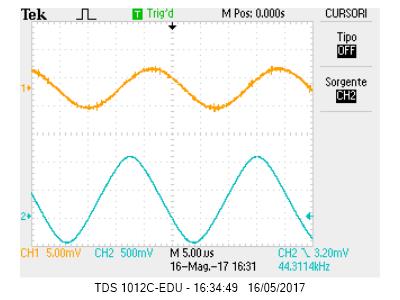 Tek T Trig'd M Pos: 0.000s CURSORI
Tipo
OFF
Sorgente
CH2
1
2
CH1 5.00mV CH2 500mV M 5.00µs CH2 3.20mV
16-Mag.-17 16:31 44.3114kHz
TDS 1012C-EDU - 16:34:49 16/05/2017